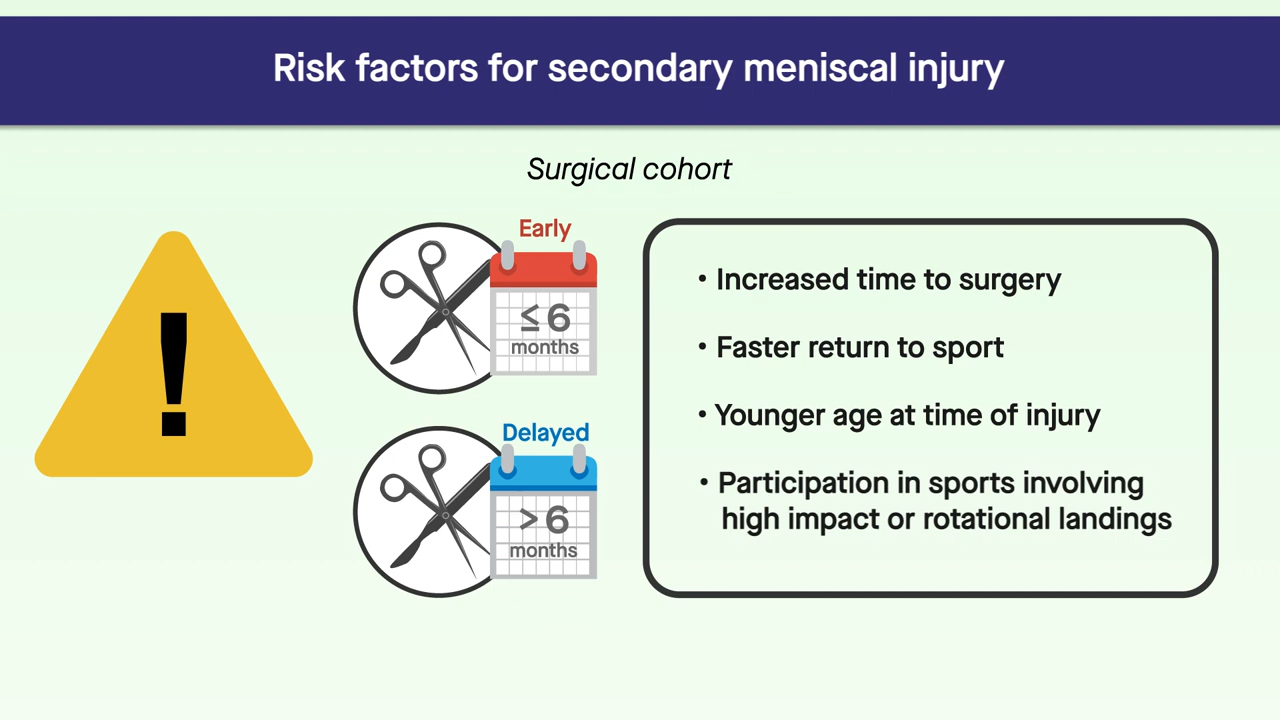 Risk factors for secondary meniscal injury
Surgical cohort
Early
≤ 6
months
Delayed
> 6
months
• Increased time to surgery
• Faster return to sport
• Younger age at time of injury
• Participation in sports involving
high impact or rotational landings